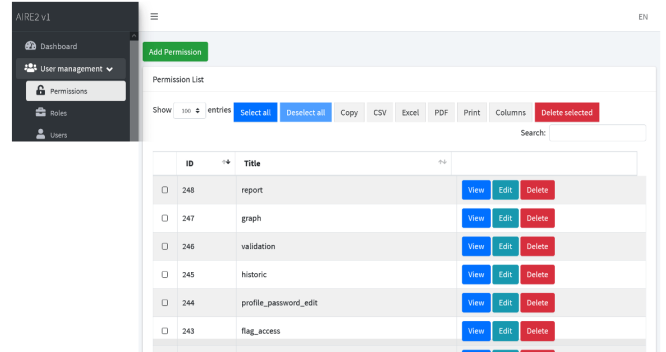 AIRE2 v1
EN
Dashboard
User management
Permissions
Roles
Users
Add Permission
Permission List
Show 100 entries Select all Deselect all Copy CSV Excel PDF Print Columns Delete selected
Search:
ID Title
248 report View Edit Delete
247 graph View Edit Delete
246 validation View Edit Delete
245 historic View Edit Delete
244 profile_password_edit View Edit Delete
243 flag_access View Edit Delete